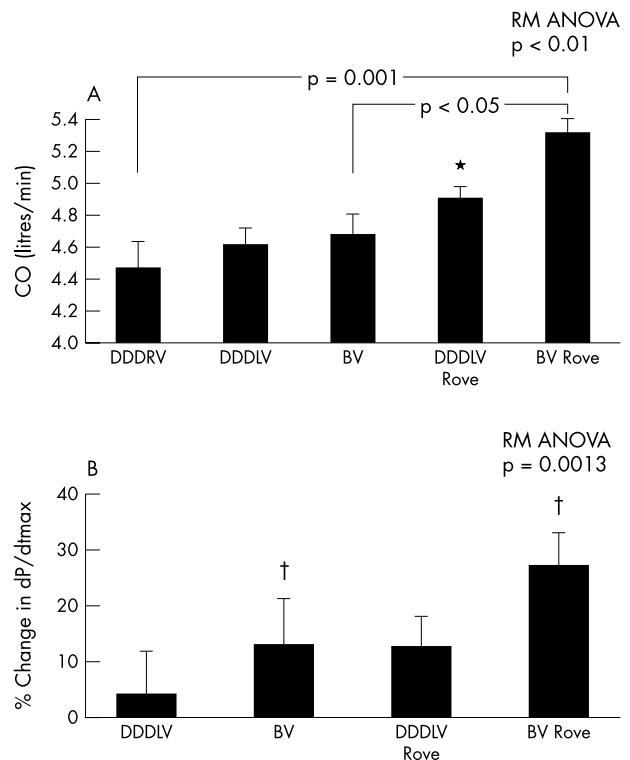 RM ANOVA
p < 0.01
p = 0.001
A
p < 0.05
5.4
5.2
5.0
4.8
4.6
4.4
4.2
4.0
CO (litres/min)
★
DDDRV
DDDLV
BV
DDDLV
Rove
BV Rove
RM ANOVA
p = 0.0013
B
40
30
20
10
0
% Change in dP/dtmax
†
†
DDDLV
BV
DDDLV
Rove
BV Rove